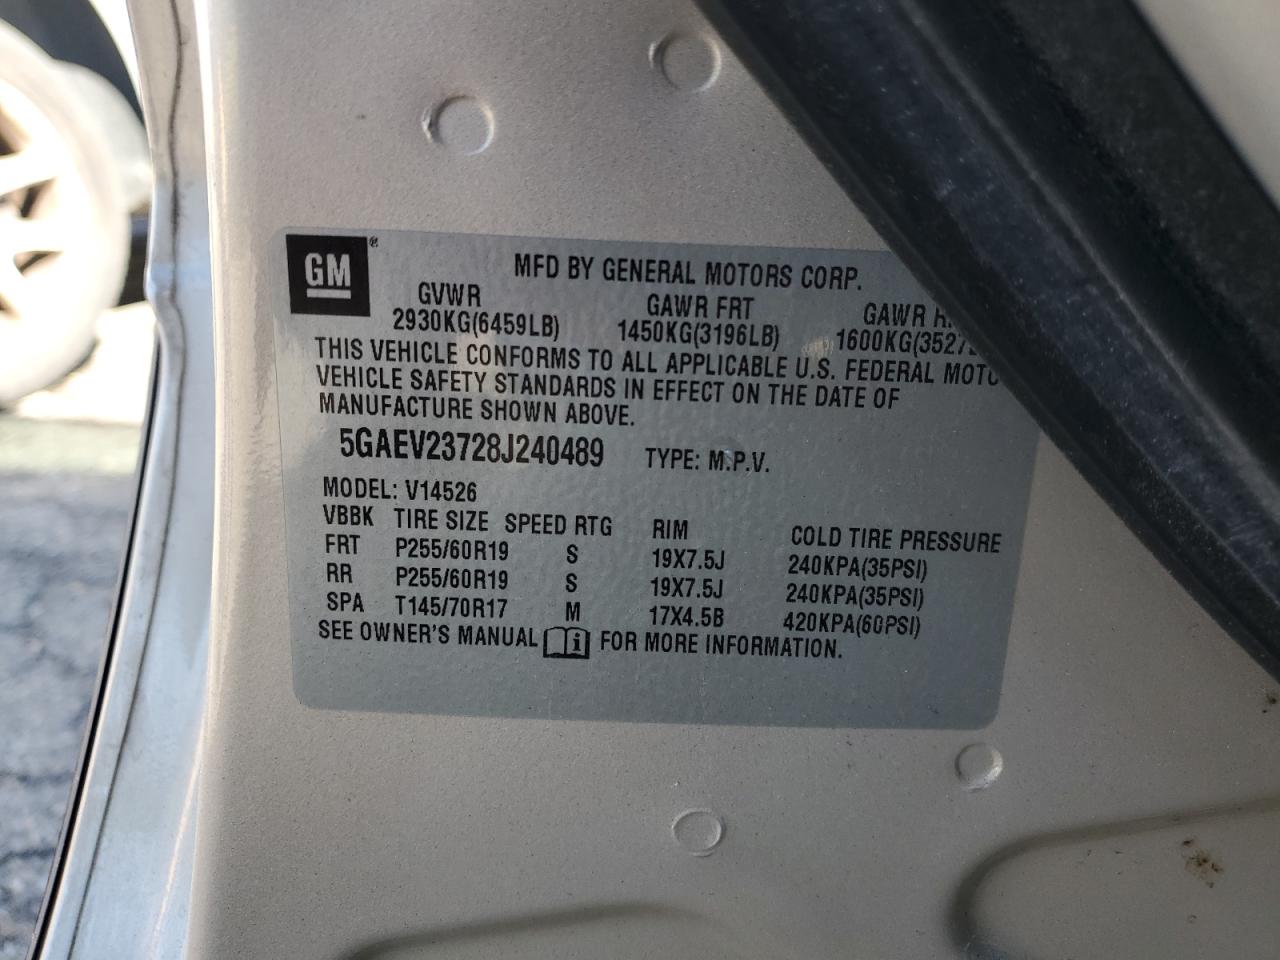 GM® MFD BY GENERAL MOTORS CORP.
GVWR GAWR FRT GAWR
2930KG(6459LB) 1450KG(3196LB) 1600KG(3527
THIS VEHICLE CONFORMS TO ALL APPLICABLE U.S. FEDERAL
VEHICLE SAFETY STANDARDS IN EFFECT ON THE DATE OF
MANUFACTURE SHOWN ABOVE.
5GAEV23728J240489 TYPE: M.P.V.
MODEL: V14526
VBBK TIRE SIZE SPEED RTG RIM COLD TIRE PRESSURE
FRT P255/60R19 S 19X7.5J 240KPA(35PSI)
RR P255/60R19 S 19X7.5J 240KPA(35PSI)
SPA T145/70R17 M 17X4.5B 420KPA(60PSI)
SEE OWNER'S MANUAL i FOR MORE INFORMATION.